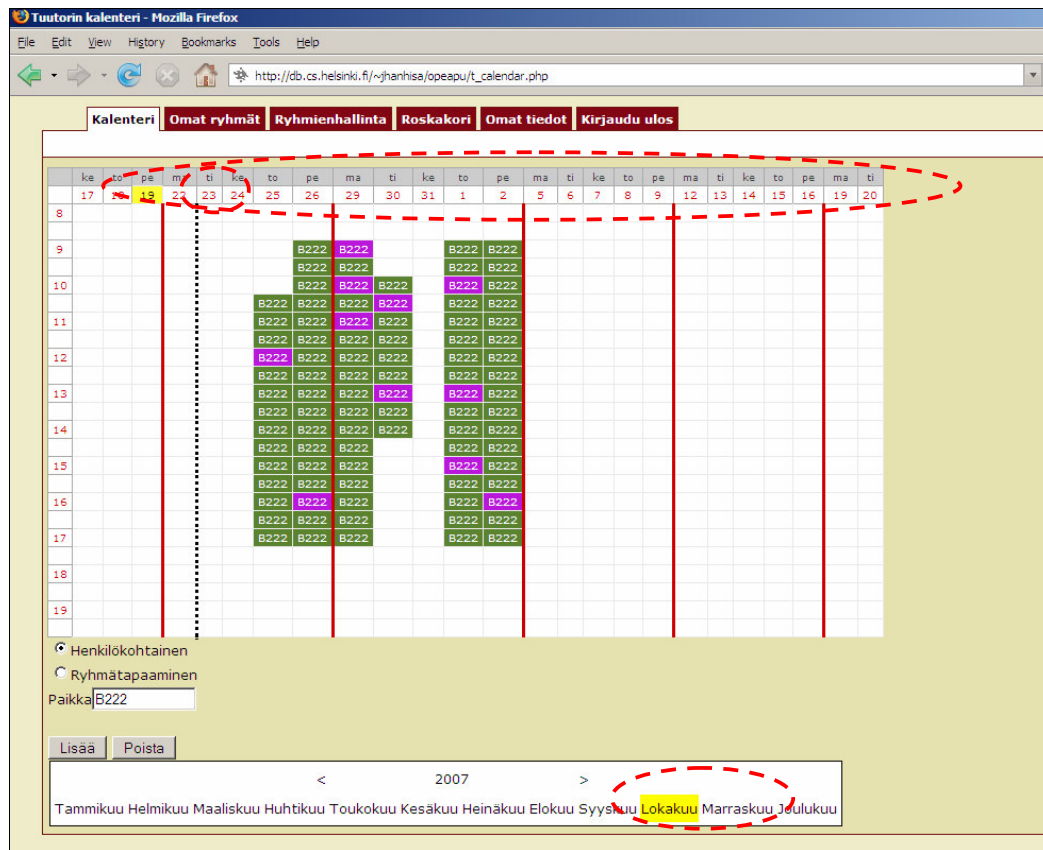 Tuutorin kalenteri - Mozilla Firefox
File Edit View History Bookmarks Tools Help
http://db.cs.helsinki.fi/~jhanhisa/opeapu/t_calendar.php
Kalenteri Omat ryhmät Ryhmienhallinta Roskakori Omat tiedot Kirjaudu ulos
ke to pe ma ti ke to pe ma ti ke to pe ma ti ke to pe ma ti ke to pe ma ti
17 18 19 22 23 24 25 26 29 30 31 1 2 5 6 7 8 9 12 13 14 15 16 19 20
8
9 B222 B222 B222 B222
B222 B222 B222 B222
10 B222 B222 B222 B222 B222
B222 B222 B222 B222 B222 B222
11 B222 B222 B222 B222 B222 B222
B222 B222 B222 B222 B222 B222
12 B222 B222 B222 B222 B222 B222
B222 B222 B222 B222 B222 B222
13 B222 B222 B222 B222 B222 B222
B222 B222 B222 B222 B222 B222
14 B222 B222 B222 B222 B222 B222
B222 B222 B222 B222 B222
15 B222 B222 B222 B222 B222
B222 B222 B222 B222 B222
16 B222 B222 B222 B222 B222
B222 B222 B222 B222 B222
17 B222 B222 B222 B222 B222
18
19
Henkilökohtainen
Ryhmätapaaminen
Paikka B222
Lisää Poista
< 2007 >
Tammikuu Helmikuu Maaliskuu Huhtikuu Toukokuu Kesäkuu Heinäkuu Elokuu Syyskuu Lokakuu Marraskuu Joulukuu